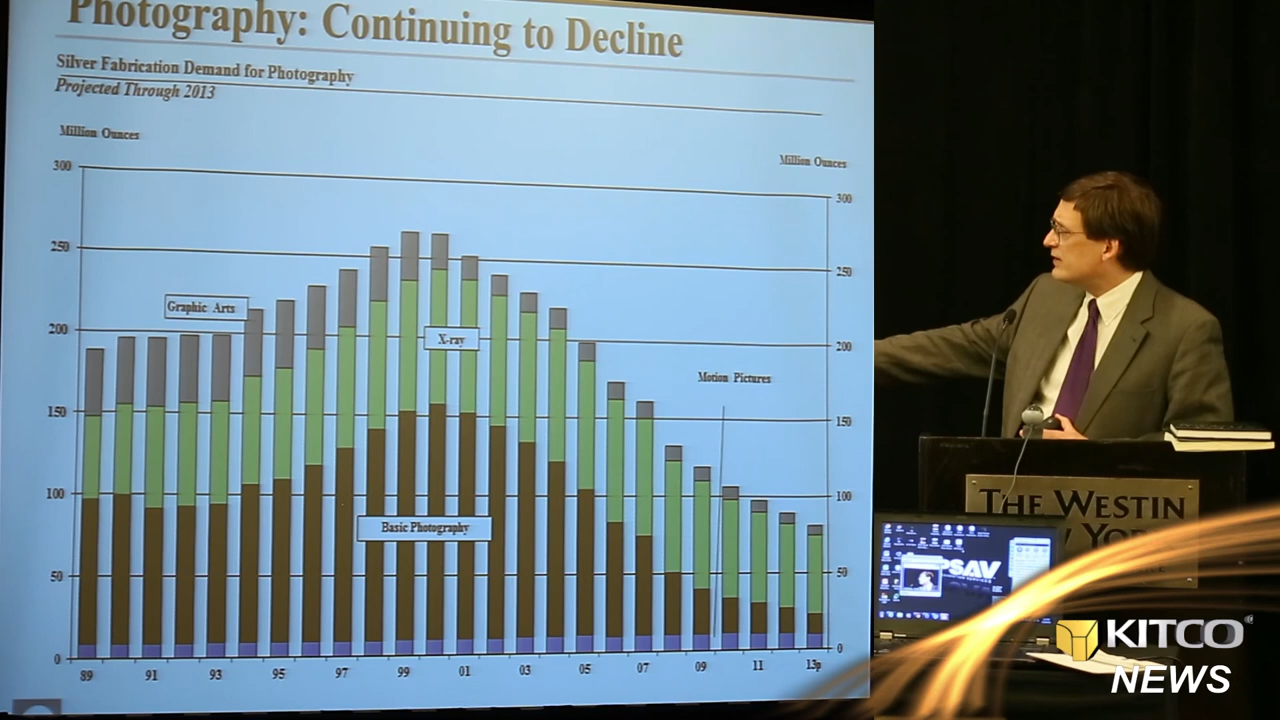 Photography: Continuing to Decline
Silver Fabrication Demand for Photography
Projected Through 2013
Million Ounces
Million Ounces
300
300
250
250
Graphic Arts
200
X-ray
200
Motion Pictures
150
150
100
100
Basic Photography
50
50
0
0
89
91
93
95
97
99
01
03
05
07
09
11
13p
THE WESTIN
PSAV
KITCO
NEWS